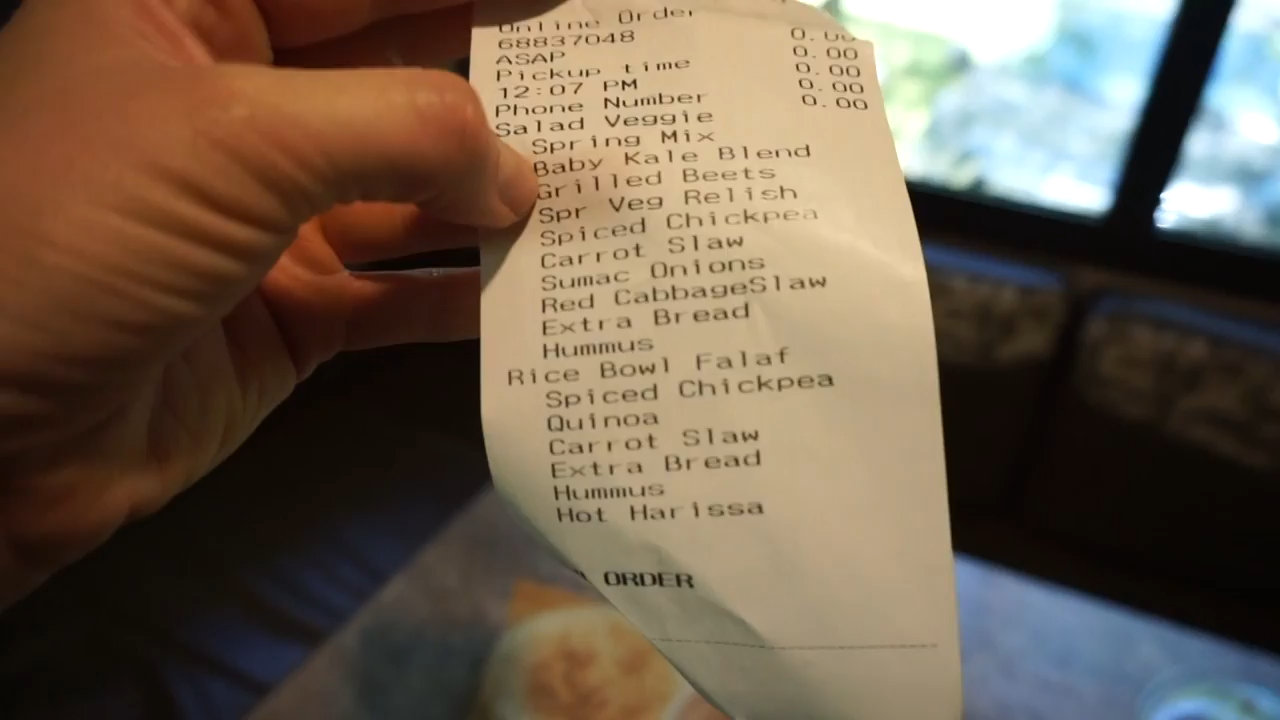 Online Order
68837048 0.00
ASAP 0.00
Pickup time 0.00
12:07 PM 0.00
Phone Number 0.00
Salad Veggie
Spring Mix
Baby Kale Blend
Grilled Beets
Spr Veg Relish
Spiced Chickpea
Carrot Slaw
Sumac Onions
Red CabbageSlaw
Extra Bread
Hummus
Rice Bowl Falaf
Spiced Chickpea
Quinoa
Carrot Slaw
Extra Bread
Hummus
Hot Harissa
ORDER